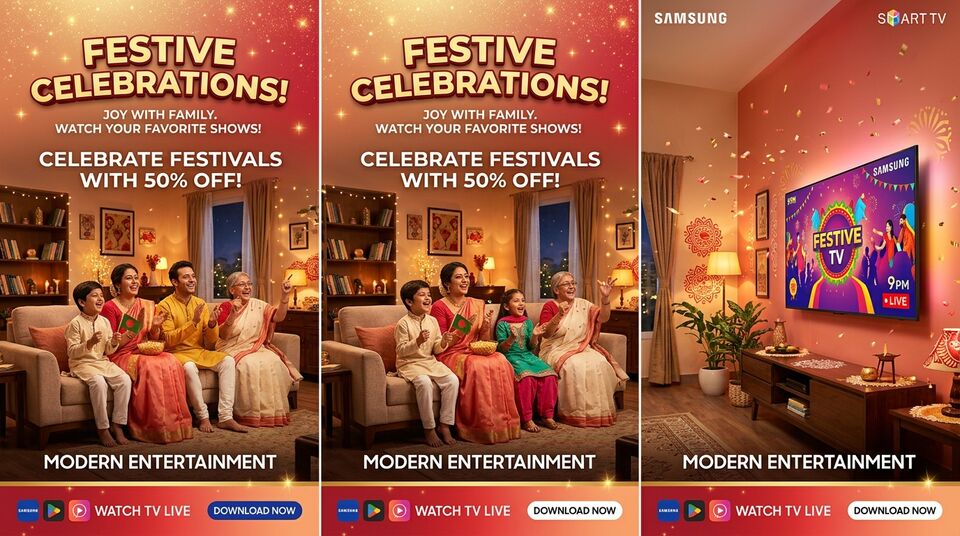 FESTIVE
CELEBRATIONS!
JOY WITH FAMILY.
WATCH YOUR FAVORITE SHOWS!
CELEBRATE FESTIVALS
WITH 50% OFF!
MODERN ENTERTAINMENT
SAMSUNG
WATCH TV LIVE
DOWNLOAD NOW
FESTIVE
CELEBRATIONS!
JOY WITH FAMILY.
WATCH YOUR FAVORITE SHOWS!
CELEBRATE FESTIVALS
WITH 50% OFF!
MODERN ENTERTAINMENT
SAMSUNG
WATCH TV LIVE
DOWNLOAD NOW
SAMSUNG
SMART TV
SAMSUNG
FESTIVE
TV
9PM
LIVE
MODERN ENTERTAINMENT
SAMSUNG
WATCH TV LIVE
DOWNLOAD NOW